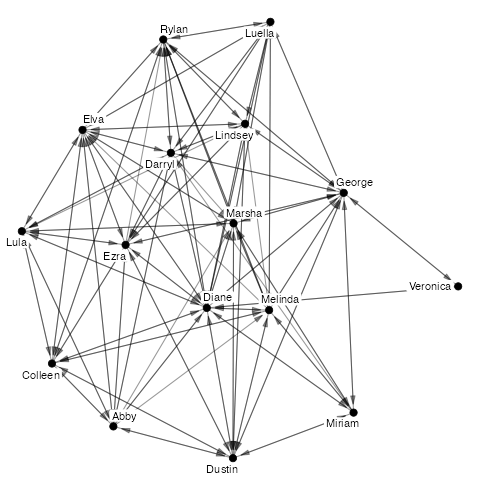 Rylan
Luella
Elva
Lindsey
Darryl
George
Marsha
Lula
Ezra
Veronica
Diane
Melinda
Colleen
Abby
Miriam
Dustin